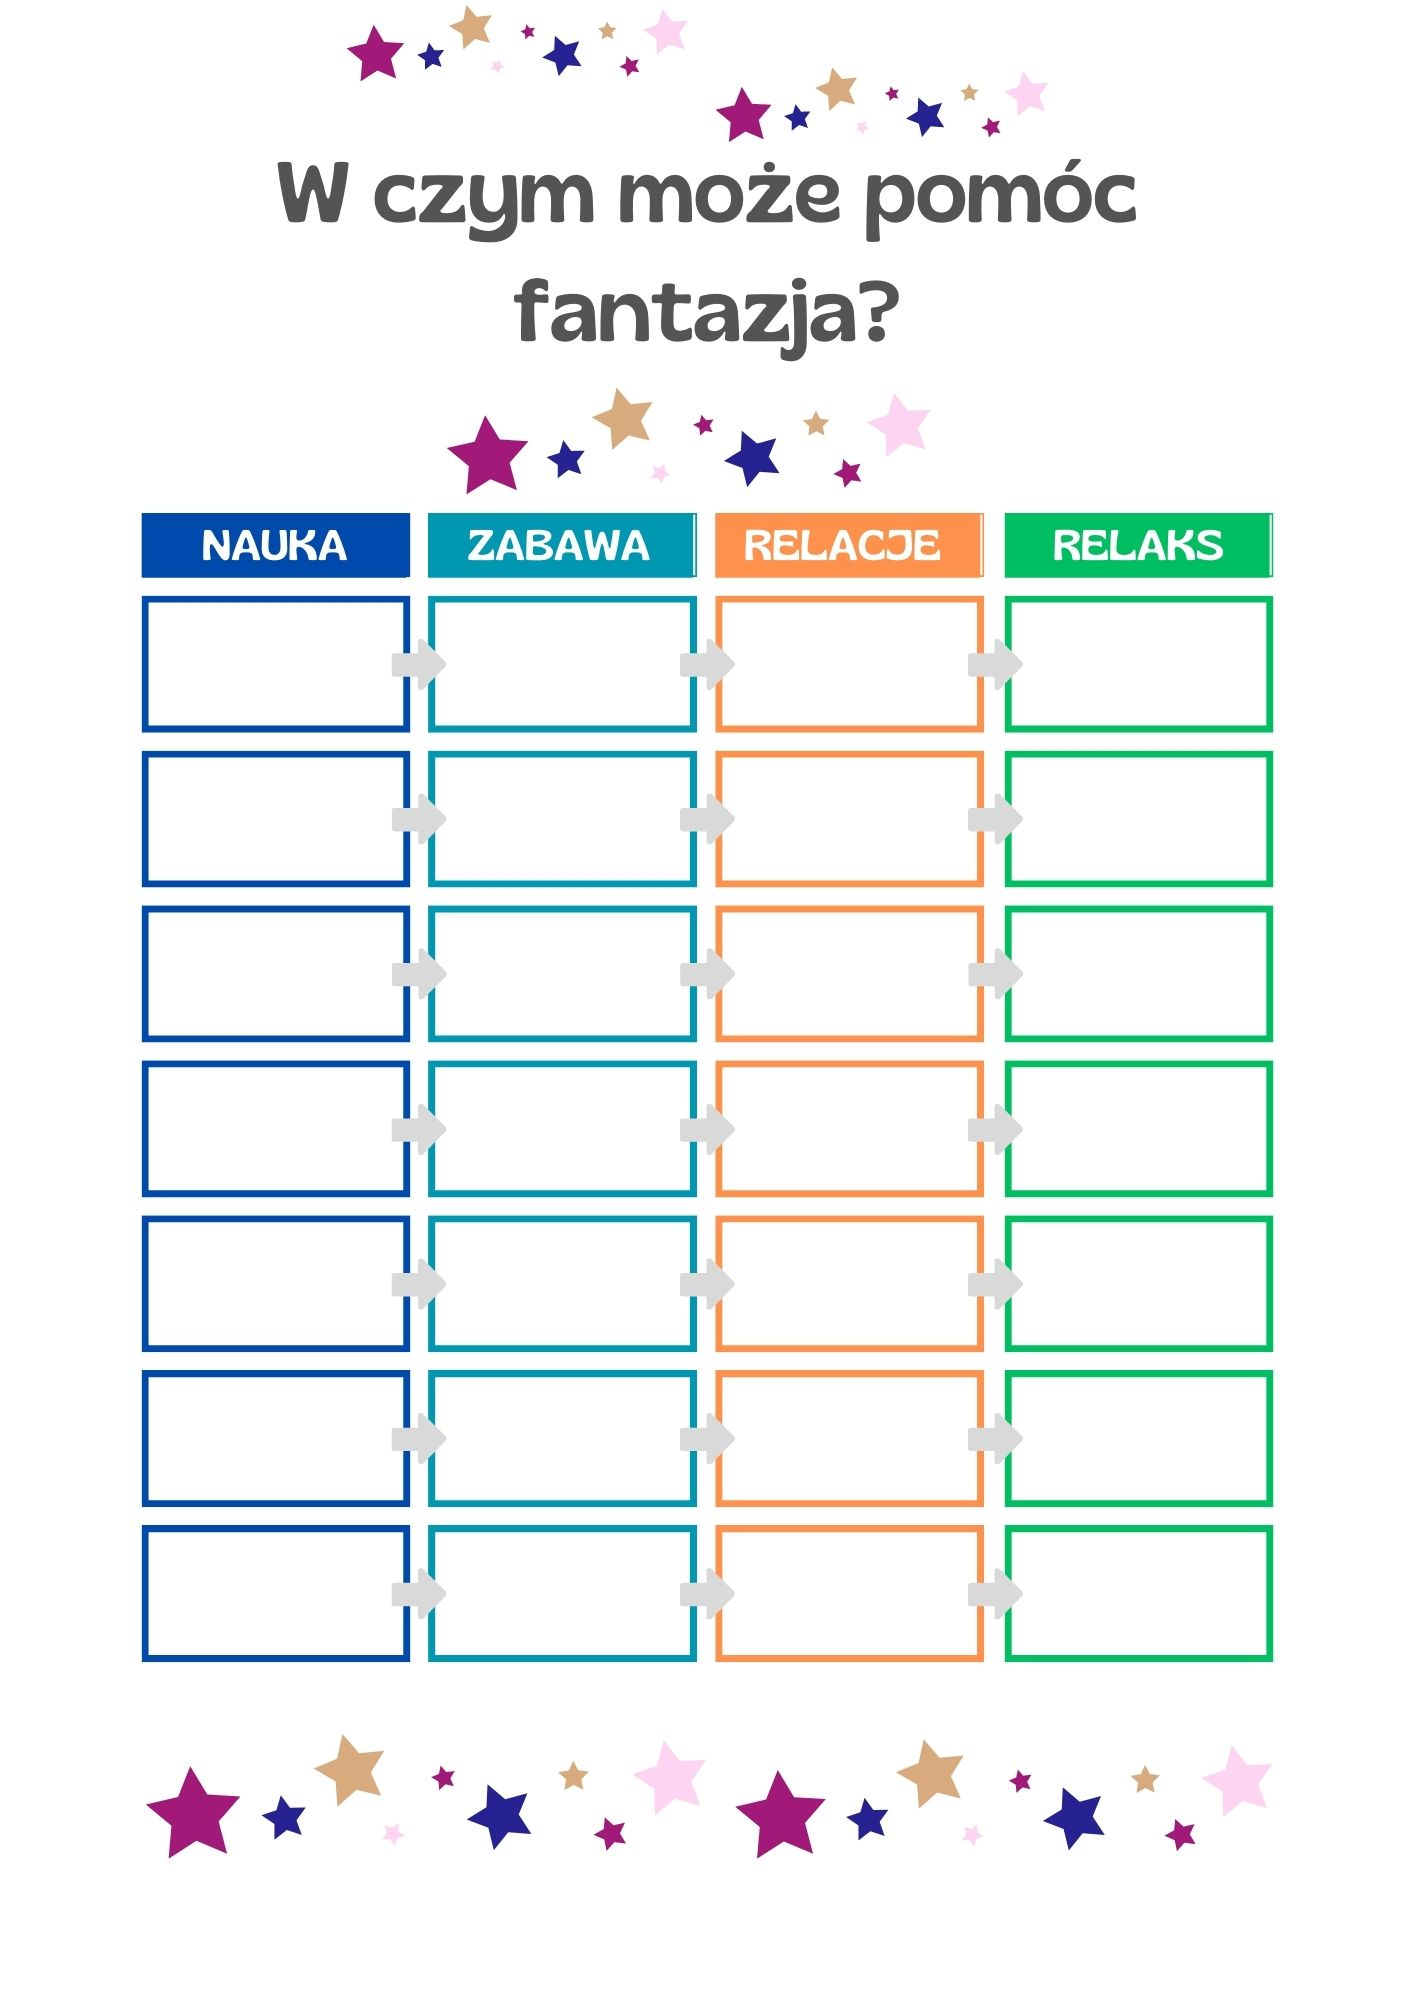 W czym może pomóc
fantazja?
NAUKA ZABAWA RELACJE RELAKS